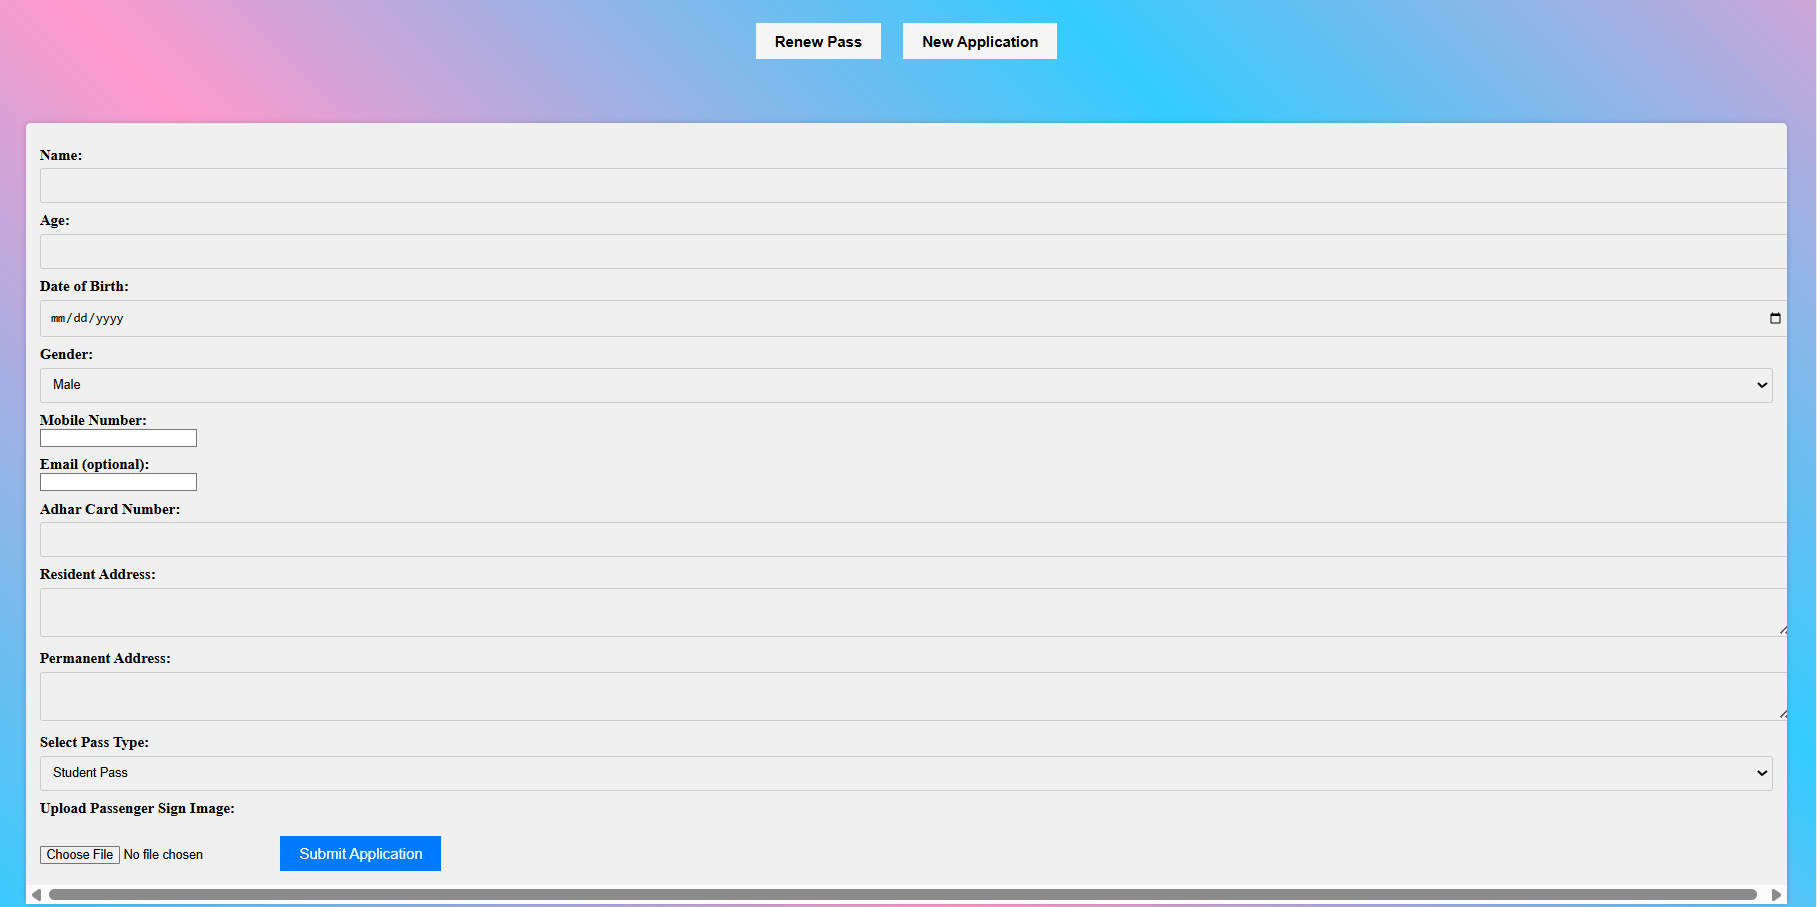 Renew Pass New Application
Name:
Age:
Date of Birth:
mm/dd/yyyy
Gender:
Male
Mobile Number:
Email (optional):
Adhar Card Number:
Resident Address:
Permanent Address:
Select Pass Type:
Student Pass
Upload Passenger Sign Image:
Choose File No file chosen Submit Application